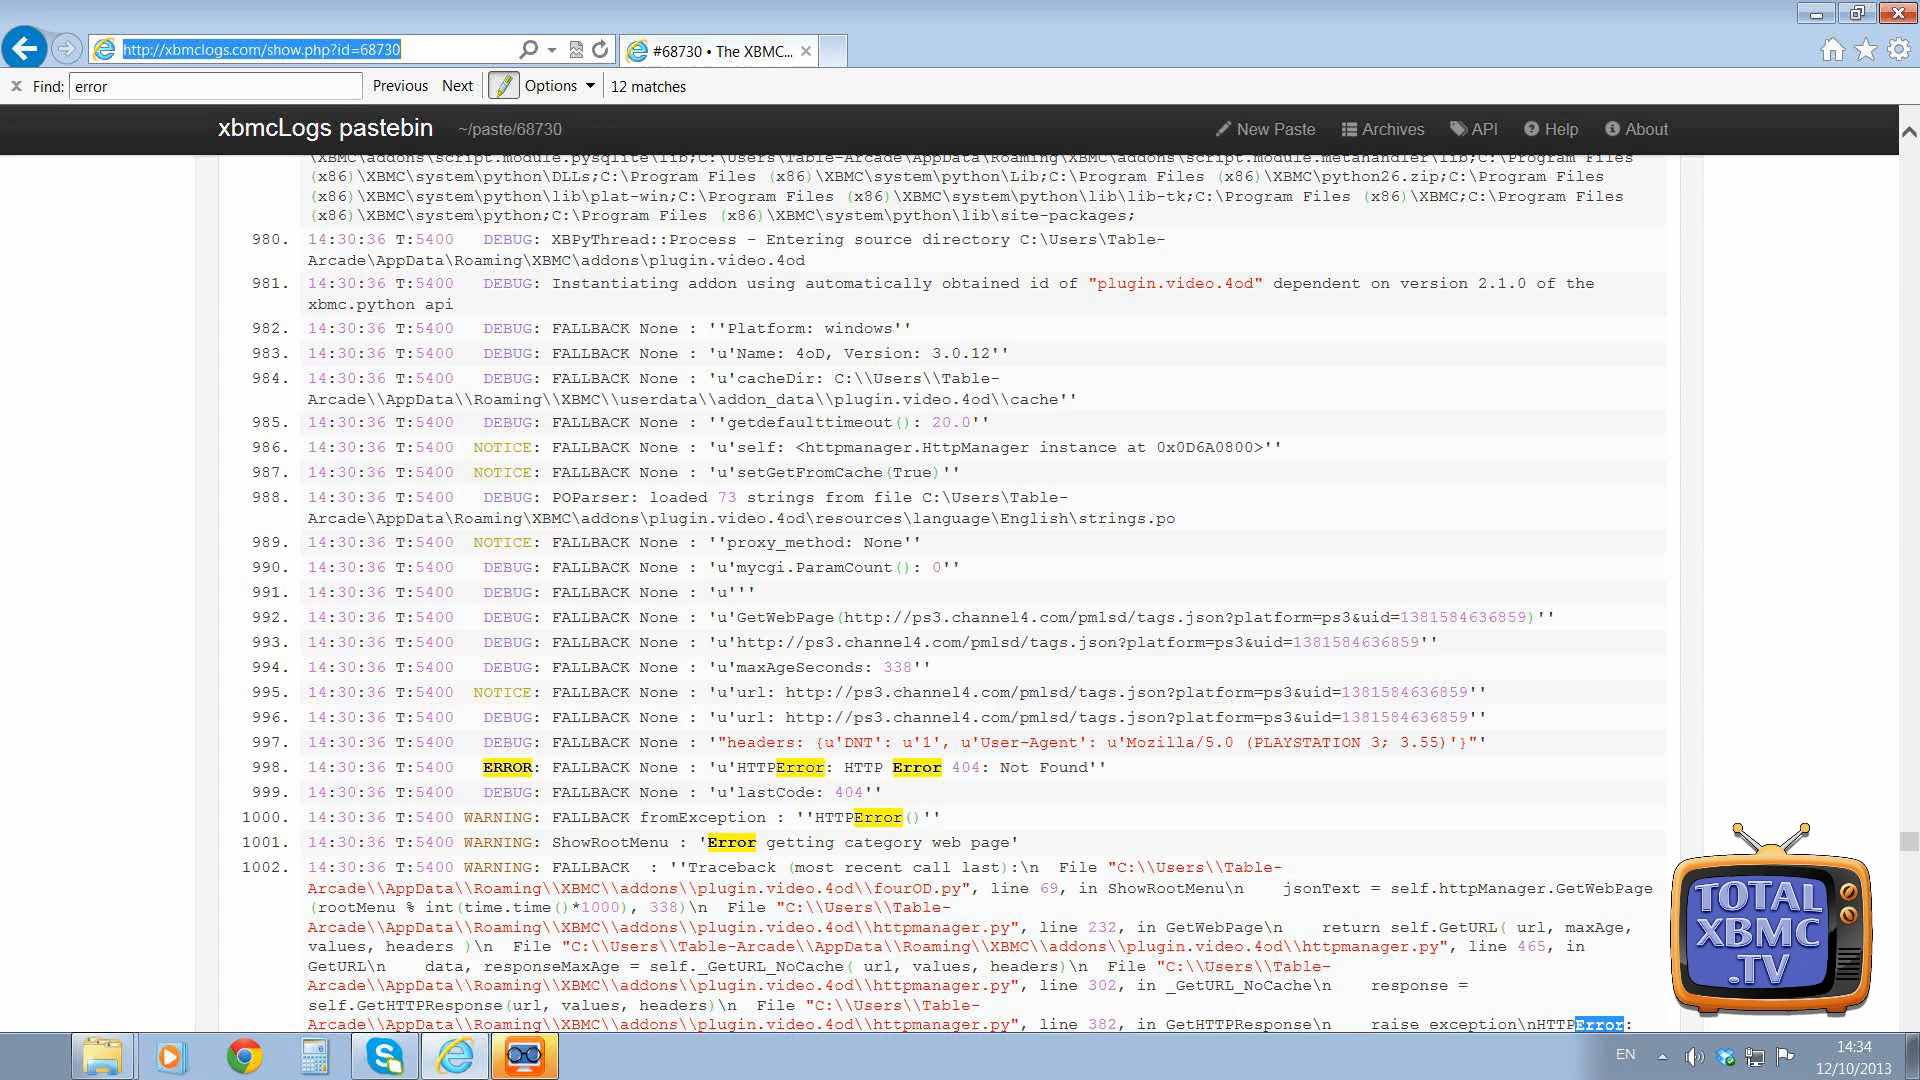 http://xbmclogs.com/show.php?id=68730
#68730 • The XBMC...
Find: error Previous Next Options 12 matches
xbmcLogs pastebin ~/paste/68730 New Paste Archives API Help About
\XBMC\addons\script.module.pysqlite\lib;C:\Users\Table-Arcade\AppData\Roaming\XBMC\addons\script.module.metahandler\lib;C:\Program Files
(x86)\XBMC\system\python\DLLs;C:\Program Files (x86)\XBMC\system\python\Lib;C:\Program Files (x86)\XBMC\python26.zip;C:\Program Files
(x86)\XBMC\system\python\lib\plat-win;C:\Program Files (x86)\XBMC\system\python\lib\lib-tk;C:\Program Files (x86)\XBMC;C:\Program Files
(x86)\XBMC\system\python;C:\Program Files (x86)\XBMC\system\python\lib\site-packages;
980. 14:30:36 T:5400 DEBUG: XBPyThread::Process - Entering source directory C:\Users\Table-
Arcade\AppData\Roaming\XBMC\addons\plugin.video.4od
981. 14:30:36 T:5400 DEBUG: Instantiating addon using automatically obtained id of "plugin.video.4od" dependent on version 2.1.0 of the
xbmc.python api
982. 14:30:36 T:5400 DEBUG: FALLBACK None : ''Platform: windows''
983. 14:30:36 T:5400 DEBUG: FALLBACK None : 'u'Name: 4oD, Version: 3.0.12''
984. 14:30:36 T:5400 DEBUG: FALLBACK None : 'u'cacheDir: C:\\Users\\Table-
Arcade\\AppData\\Roaming\\XBMC\\userdata\\addon_data\\plugin.video.4od\\cache''
985. 14:30:36 T:5400 DEBUG: FALLBACK None : ''getdefaulttimeout(): 20.0''
986. 14:30:36 T:5400 NOTICE: FALLBACK None : 'u'self: <httpmanager.HttpManager instance at 0x0D6A0800>''
987. 14:30:36 T:5400 NOTICE: FALLBACK None : 'u'setGetFromCache(True)''
988. 14:30:36 T:5400 DEBUG: POParser: loaded 73 strings from file C:\Users\Table-
Arcade\AppData\Roaming\XBMC\addons\plugin.video.4od\resources\language\English\strings.po
989. 14:30:36 T:5400 NOTICE: FALLBACK None : ''proxy_method: None''
990. 14:30:36 T:5400 DEBUG: FALLBACK None : 'u'mycgi.ParamCount(): 0''
991. 14:30:36 T:5400 DEBUG: FALLBACK None : 'u'''
992. 14:30:36 T:5400 DEBUG: FALLBACK None : 'u'GetWebPage(http://ps3.channel4.com/pmlsd/tags.json?platform=ps3&uid=1381584636859)''
993. 14:30:36 T:5400 DEBUG: FALLBACK None : 'u'http://ps3.channel4.com/pmlsd/tags.json?platform=ps3&uid=1381584636859''
994. 14:30:36 T:5400 DEBUG: FALLBACK None : 'u'maxAgeSeconds: 338''
995. 14:30:36 T:5400 NOTICE: FALLBACK None : 'u'url: http://ps3.channel4.com/pmlsd/tags.json?platform=ps3&uid=1381584636859''
996. 14:30:36 T:5400 DEBUG: FALLBACK None : 'u'url: http://ps3.channel4.com/pmlsd/tags.json?platform=ps3&uid=1381584636859''
997. 14:30:36 T:5400 DEBUG: FALLBACK None : '"headers: {u'DNT': u'1', u'User-Agent': u'Mozilla/5.0 (PLAYSTATION 3; 3.55)'}"'
998. 14:30:36 T:5400 ERROR: FALLBACK None : 'u'HTTPError: HTTP Error 404: Not Found''
999. 14:30:36 T:5400 DEBUG: FALLBACK None : 'u'lastCode: 404''
1000. 14:30:36 T:5400 WARNING: FALLBACK fromException : ''HTTPError()''
1001. 14:30:36 T:5400 WARNING: ShowRootMenu : 'Error getting category web page'
1002. 14:30:36 T:5400 WARNING: FALLBACK : ''Traceback (most recent call last):\n File "C:\\Users\\Table-
Arcade\\AppData\\Roaming\\XBMC\\addons\\plugin.video.4od\\fourOD.py", line 69, in ShowRootMenu\n jsonText = self.httpManager.GetWebPage
(rootMenu % int(time.time()*1000), 338)\n File "C:\\Users\\Table-
Arcade\\AppData\\Roaming\\XBMC\\addons\\plugin.video.4od\\httpmanager.py", line 232, in GetWebPage\n return self.GetURL( url, maxAge,
values, headers )\n File "C:\\Users\\Table-Arcade\\AppData\\Roaming\\XBMC\\addons\\plugin.video.4od\\httpmanager.py", line 465, in
GetURL\n data, responseMaxAge = self._GetURL_NoCache( url, values, headers)\n File "C:\\Users\\Table-
Arcade\\AppData\\Roaming\\XBMC\\addons\\plugin.video.4od\\httpmanager.py", line 302, in _GetURL_NoCache\n response =
self.GetHTTPResponse(url, values, headers)\n File "C:\\Users\\Table-
Arcade\\AppData\\Roaming\\XBMC\\addons\\plugin.video.4od\\httpmanager.py", line 382, in GetHTTPResponse\n raise exception\nHTTPError:
TOTAL
XBMC
.TV
EN
14:34
12/10/2013